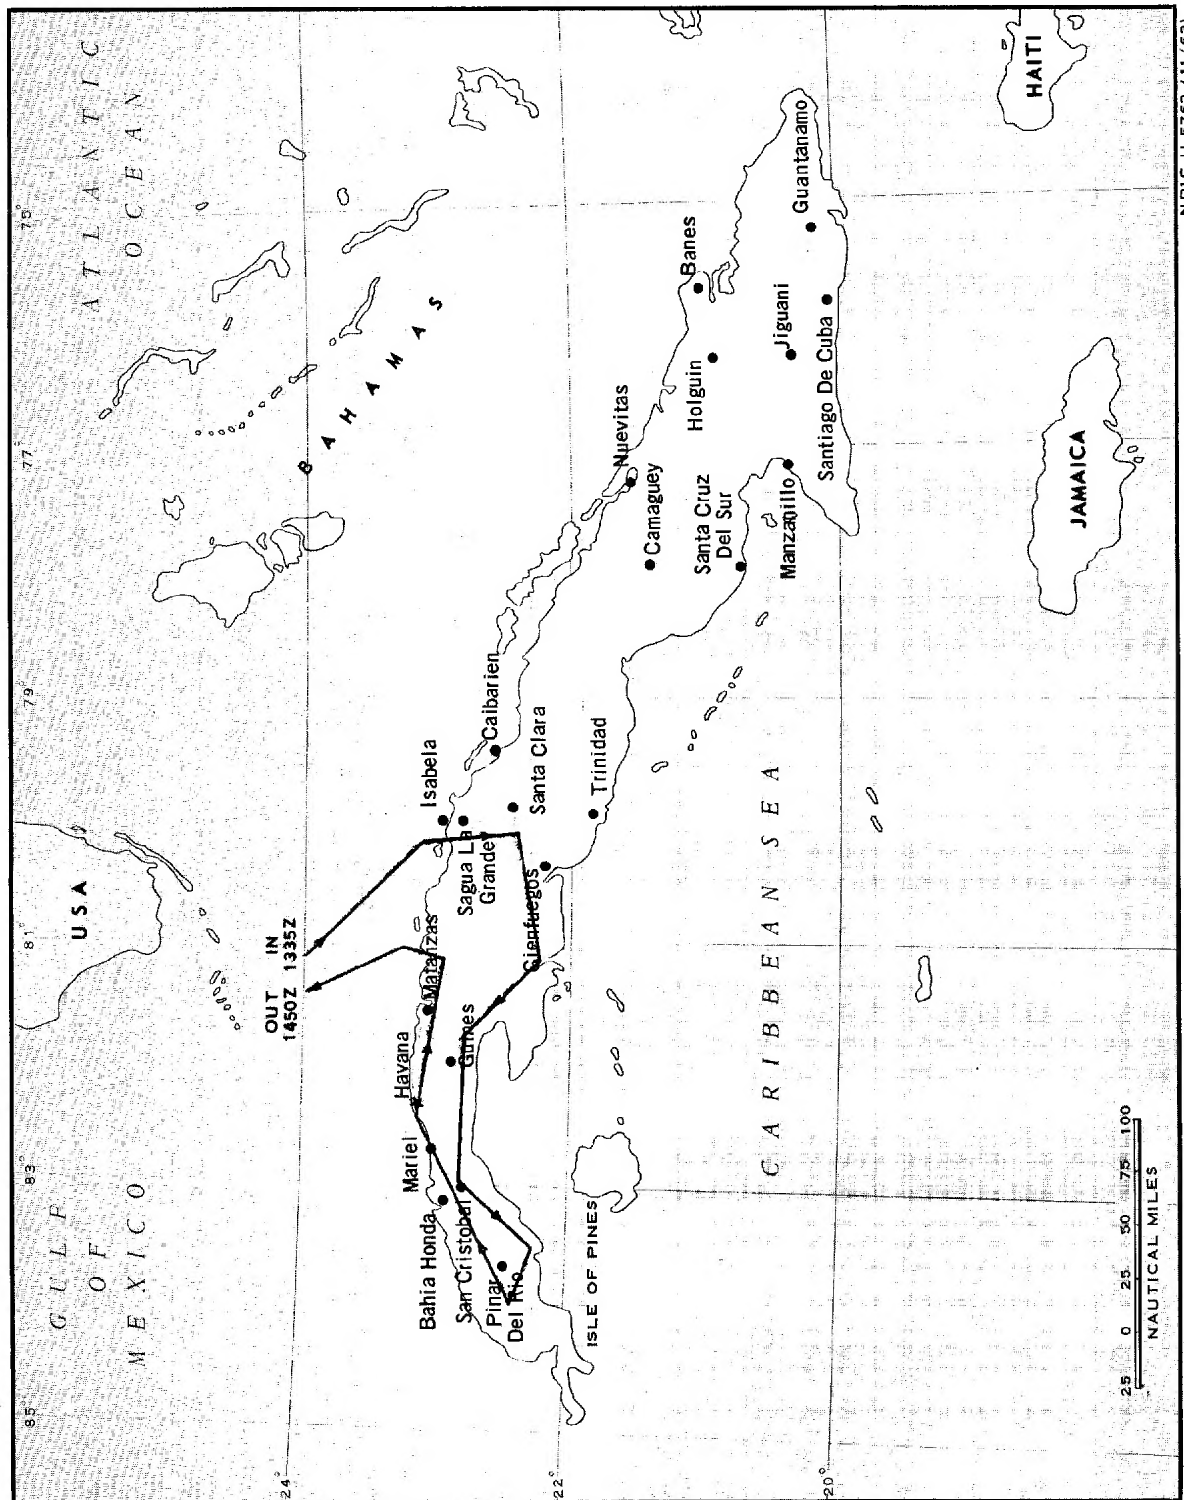 85°
83°
81°
79°
77°
75°
GULF
OF
MEXICO
USA
ATLANTIC
OCEAN
24°
OUT
1450Z
IN
1335Z
BAHAMAS
Havana
Mariel
Bahia Honda
San Cristobal
Pinar
Del Rio
Guines
Matanzas
Isabela
Sagua La
Grande
Caibarien
Santa Clara
Cienfuegos
22°
Trinidad
ISLE OF PINES
Nuevitas
Camaguey
Banes
Holguin
Santa Cruz
Del Sur
Jiguani
Manzanillo
Guantanamo
Santiago De Cuba
20°
CARIBBEAN SEA
HAITI
JAMAICA
25 0 25 50 75 100
NAUTICAL MILES